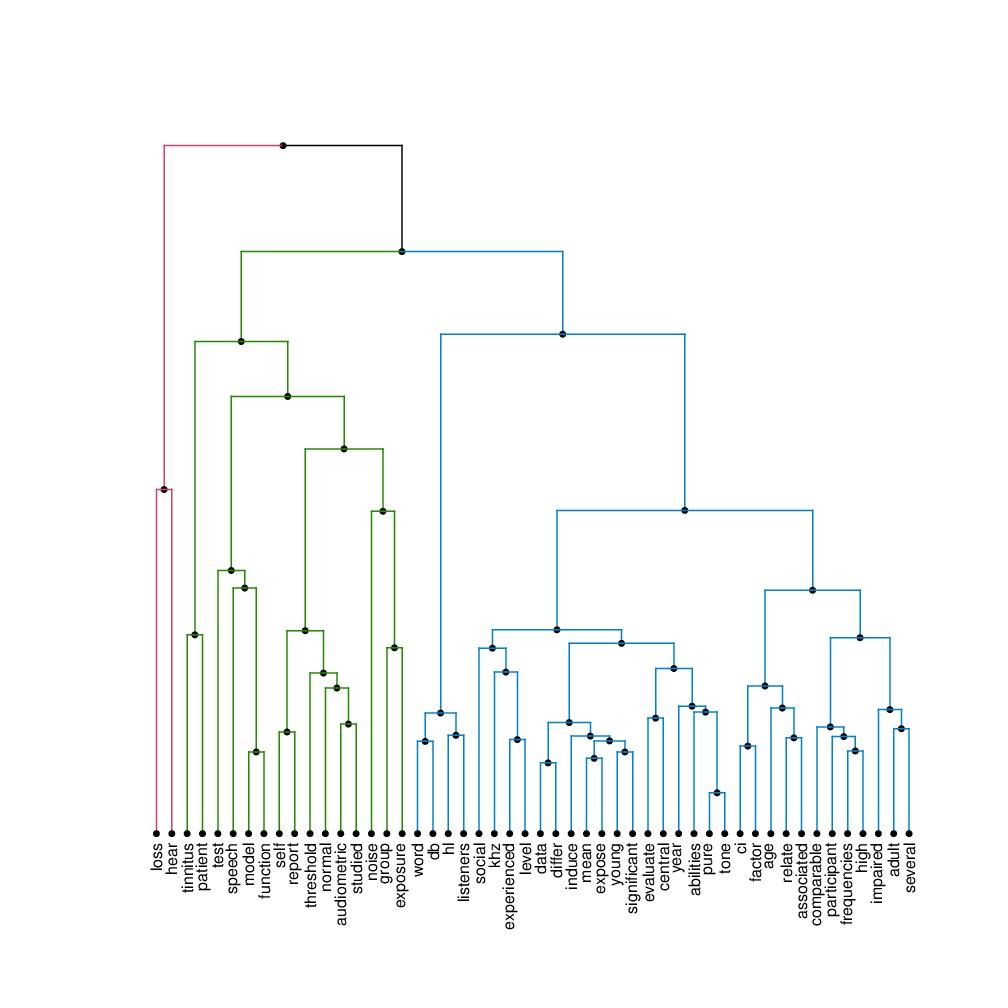 loss
hear
tinnitus
patient
test
speech
model
function
self
report
threshold
normal
audiometric
studied
noise
group
exposure
word
db
hl
listeners
social
khz
experienced
level
data
differ
induce
mean
expose
young
significant
evaluate
central
year
abilities
pure
tone
ci
factor
age
relate
associated
comparable
participant
frequencies
high
impaired
adult
several